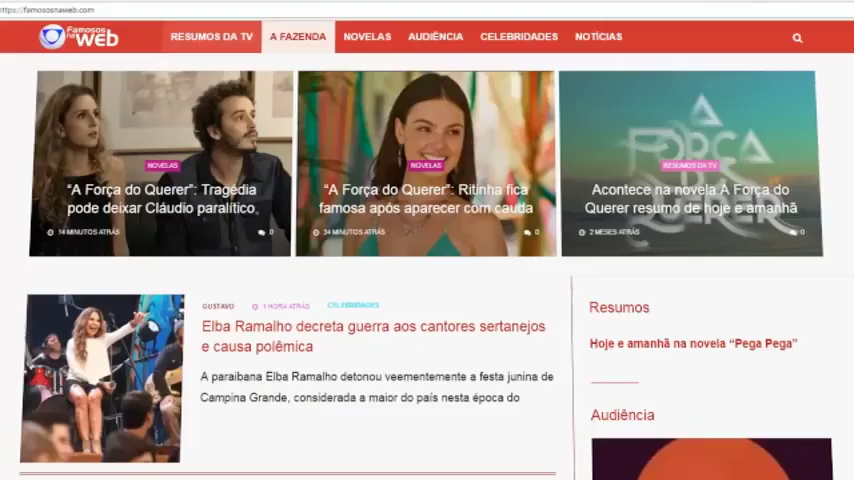 https://famososnaweb.com
Famosos
na WEB
RESUMOS DA TV
A FAZENDA
NOVELAS
AUDIÊNCIA
CELEBRIDADES
NOTÍCIAS
NOVELAS
“A Força do Querer”: Tragédia
pode deixar Cláudio paralítico
14 MINUTOS ATRÁS
0
NOVELAS
“A Força do Querer”: Ritinha fica
famosa após aparecer com cauda
34 MINUTOS ATRÁS
0
A FORÇA
DO
QUERER
RESUMOS DA TV
Acontece na novela A Força do
Querer resumo de hoje e amanhã
2 MESES ATRÁS
0
GUSTAVO
1 HORA ATRÁS
CELEBRIDADES
Elba Ramalho decreta guerra aos cantores sertanejos
e causa polêmica
A paraibana Elba Ramalho detonou veementemente a festa junina de
Campina Grande, considerada a maior do país nesta época do
Resumos
Hoje e amanhã na novela “Pega Pega”
Audiência